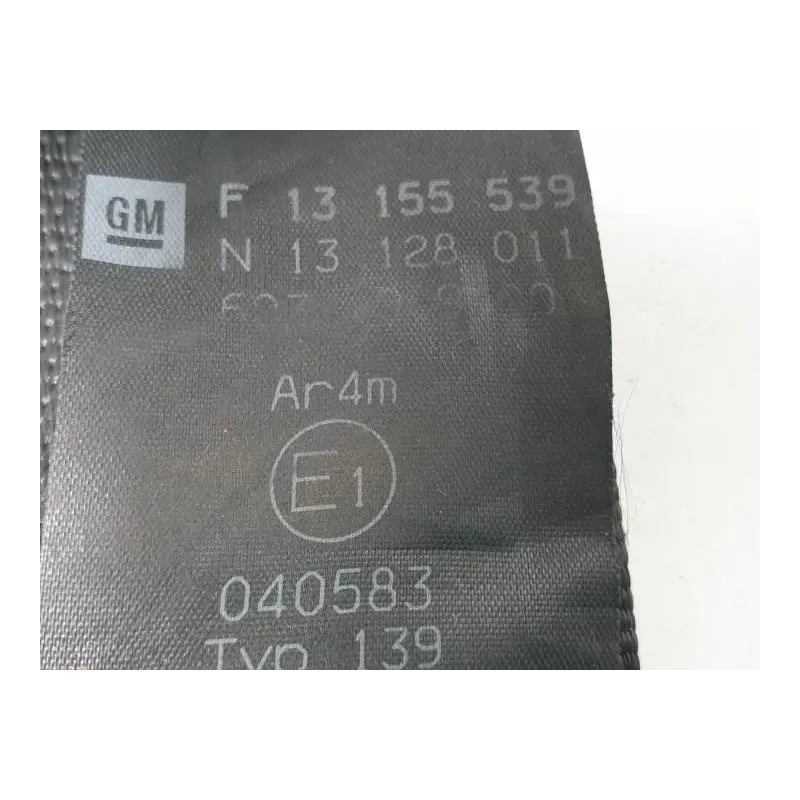 GM
F 13 155 539
N 13 128 011
Ar4m
E1
040583
Typ 139